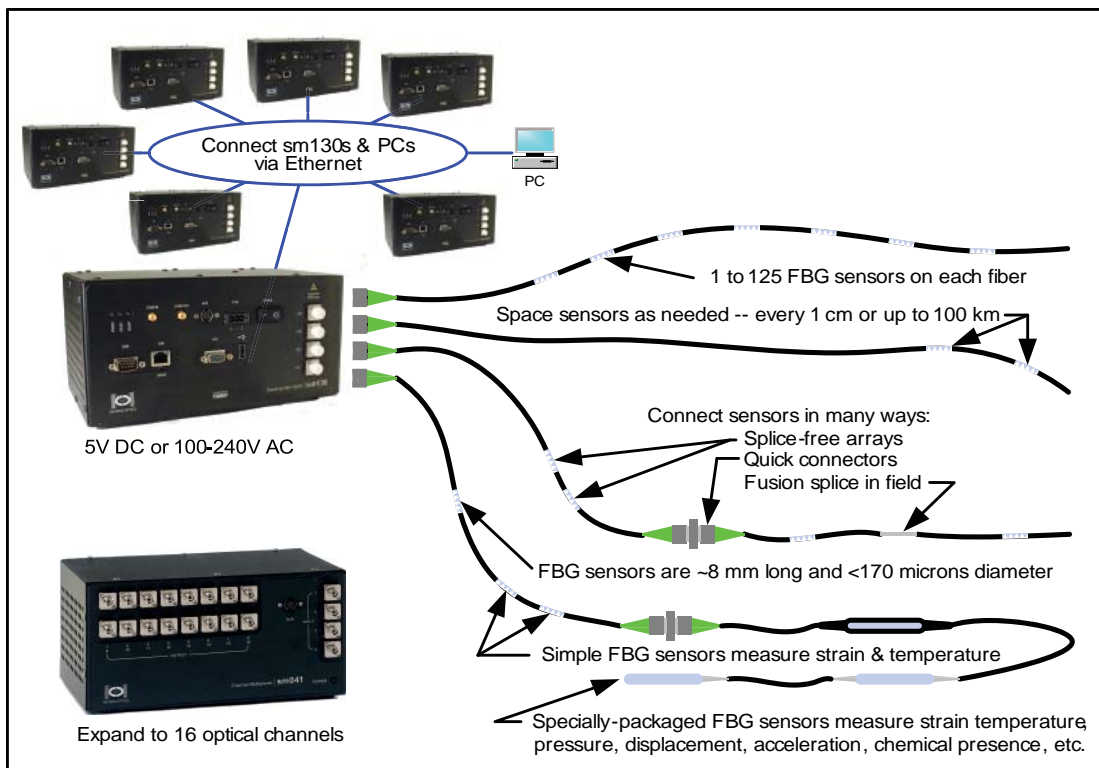 Connect sm130s & PCs
via Ethernet
PC
1 to 125 FBG sensors on each fiber
Space sensors as needed -- every 1 cm or up to 100 km
5V DC or 100-240V AC
Connect sensors in many ways:
Splice-free arrays
Quick connectors
Fusion splice in field
FBG sensors are ~8 mm long and <170 microns diameter
sm041
Simple FBG sensors measure strain & temperature
Expand to 16 optical channels
Specially-packaged FBG sensors measure strain temperature,
pressure, displacement, acceleration, chemical presence, etc.